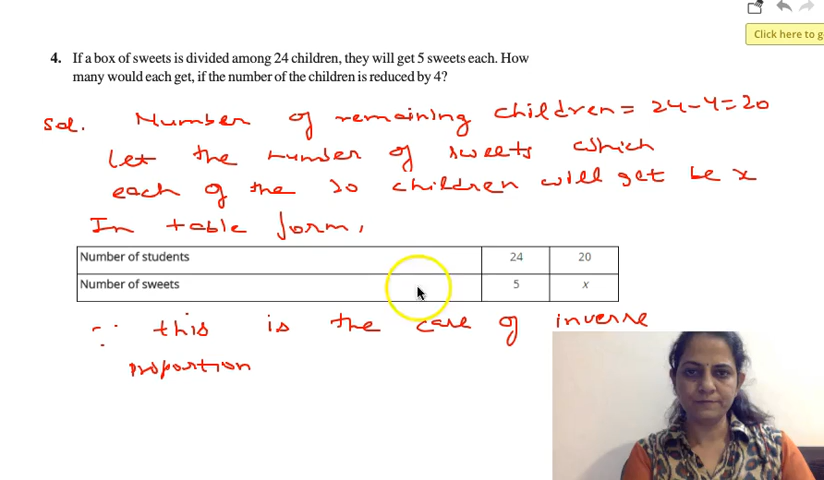 Click here to g
4. If a box of sweets is divided among 24 children, they will get 5 sweets each. How
many would each get, if the number of the children is reduced by 4?
Sol. Number of remaining children = 24-4=20
Let the number of sweets which
each of the 20 children will get be x
In table form,
Number of students 24 20
Number of sweets 5 x
∵ this is the case of inverse
proportion